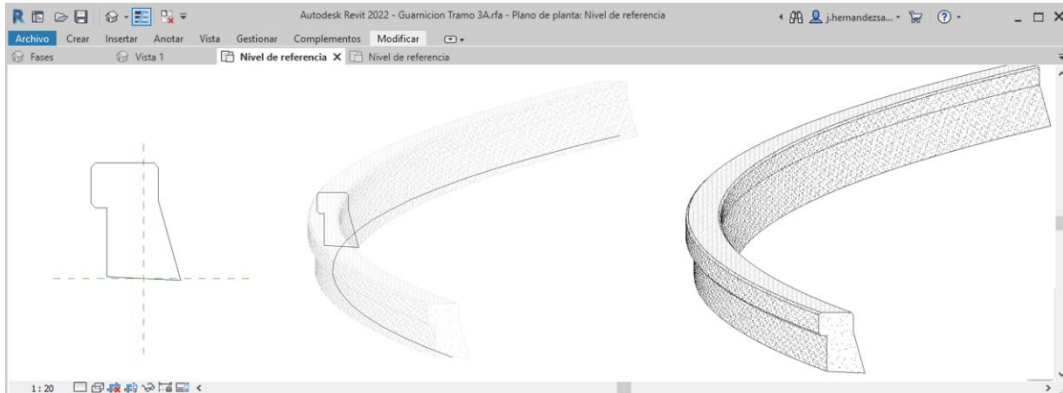 Autodesk Revit 2022 - Guarnicion Tramo 3A.rfa - Plano de planta: Nivel de referencia j.hernandezsa...
Archivo Crear Insertar Anotar Vista Gestionar Complementos Modificar
Fases Vista 1 Nivel de referencia Nivel de referencia
1 : 20